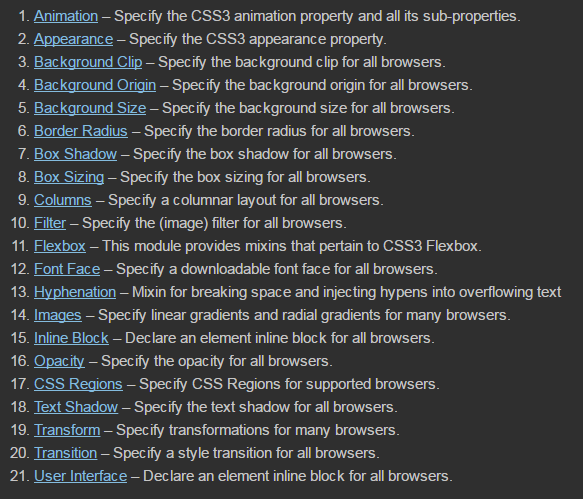 1. Animation – Specify the CSS3 animation property and all its sub-properties.
2. Appearance – Specify the CSS3 appearance property.
3. Background Clip – Specify the background clip for all browsers.
4. Background Origin – Specify the background origin for all browsers.
5. Background Size – Specify the background size for all browsers.
6. Border Radius – Specify the border radius for all browsers.
7. Box Shadow – Specify the box shadow for all browsers.
8. Box Sizing – Specify the box sizing for all browsers.
9. Columns – Specify a columnar layout for all browsers.
10. Filter – Specify the (image) filter for all browsers.
11. Flexbox – This module provides mixins that pertain to CSS3 Flexbox.
12. Font Face – Specify a downloadable font face for all browsers.
13. Hyphenation – Mixin for breaking space and injecting hypens into overflowing text
14. Images – Specify linear gradients and radial gradients for many browsers.
15. Inline Block – Declare an element inline block for all browsers.
16. Opacity – Specify the opacity for all browsers.
17. CSS Regions – Specify CSS Regions for supported browsers.
18. Text Shadow – Specify the text shadow for all browsers.
19. Transform – Specify transformations for many browsers.
20. Transition – Specify a style transition for all browsers.
21. User Interface – Declare an element inline block for all browsers.